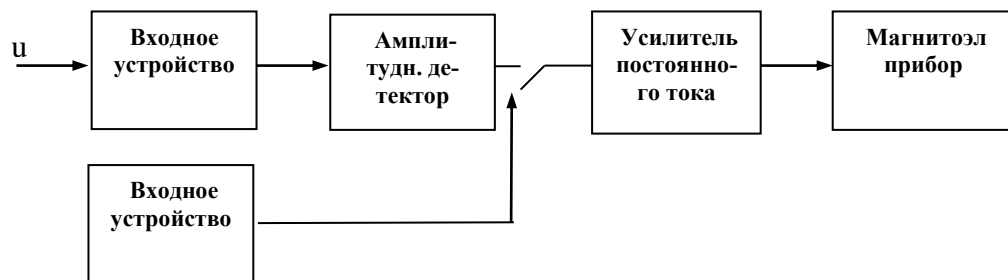 u
Входное
устройство
Ампли-
тудн. де-
тектор
Усилитель
постоянно-
го тока
Магнитоэл
прибор
Входное
устройство